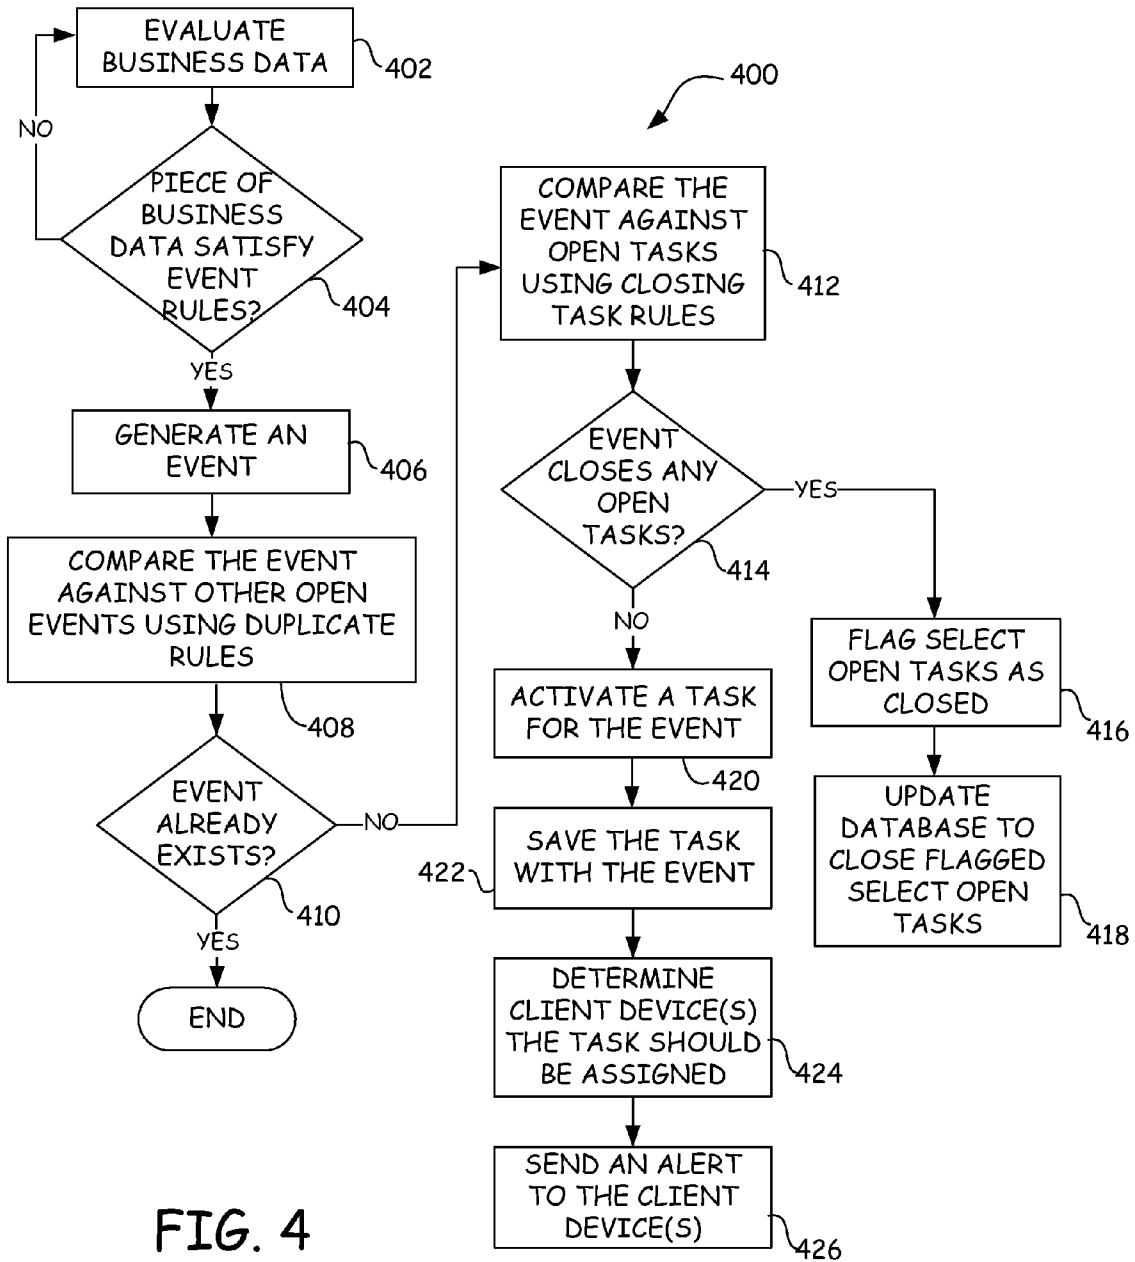 EVALUATE
BUSINESS DATA
402
NO
PIECE OF
BUSINESS
DATA SATISFY
EVENT
RULES?
404
YES
GENERATE AN
EVENT
406
COMPARE THE EVENT
AGAINST OTHER OPEN
EVENTS USING DUPLICATE
RULES
408
EVENT
ALREADY
EXISTS?
410
NO
YES
END
400
COMPARE THE
EVENT AGAINST
OPEN TASKS
USING CLOSING
TASK RULES
412
EVENT
CLOSES ANY
OPEN
TASKS?
414
YES
NO
FLAG SELECT
OPEN TASKS AS
CLOSED
416
UPDATE
DATABASE TO
CLOSE FLAGGED
SELECT OPEN
TASKS
418
ACTIVATE A TASK
FOR THE EVENT
420
SAVE THE TASK
WITH THE EVENT
422
DETERMINE
CLIENT DEVICE(S)
THE TASK SHOULD
BE ASSIGNED
424
SEND AN ALERT
TO THE CLIENT
DEVICE(S)
426
FIG. 4